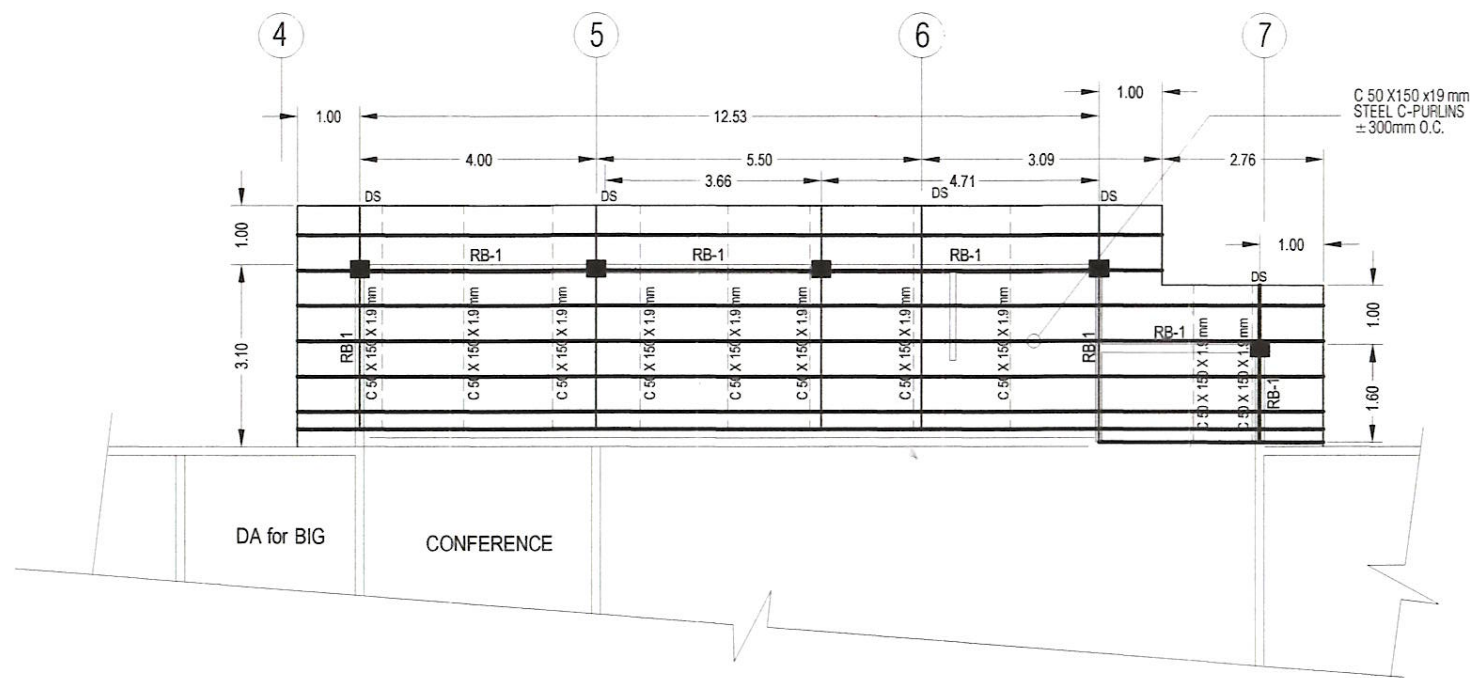 4
5
6
7
1.00
C 50 X150 x19 mm
STEEL C-PURLINS
±300mm O.C.
1.00
12.53
4.00
5.50
3.09
2.76
3.66
4.71
DS
DS
DS
DS
1.00
1.00
DS
RB-1
RB-1
RB-1
1.00
RB-1
3.10
RB-1
C 50 X 150 X 1.9 mm
C 50 X 150 X 1.9 mm
C 50 X 150 X 1.9 mm
C 50 X 150 X 1.9 mm
C 50 X 150 X 1.9 mm
C 50 X 150 X 1.9 mm
C 50 X 150 X 1.9 mm
C 50 X 150 X 1.9 mm
RB-1
C 50 X 150 X 1.9 mm
C 50 X 150 X 1.9 mm
RB-1
1.60
DA for BIG
CONFERENCE